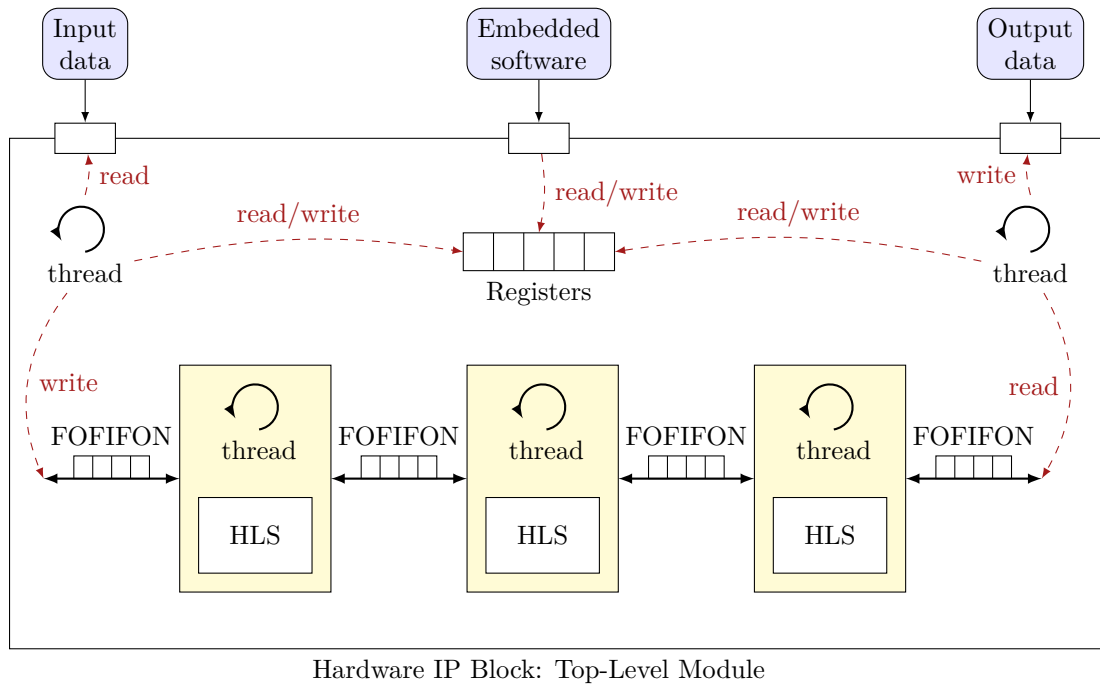 Input
data
Embedded
software
Output
data
read
write
read/write
read/write
read/write
thread
thread
Registers
write
read
thread
thread
thread
FOFIFON
FOFIFON
FOFIFON
FOFIFON
HLS
HLS
HLS
Hardware IP Block: Top-Level Module